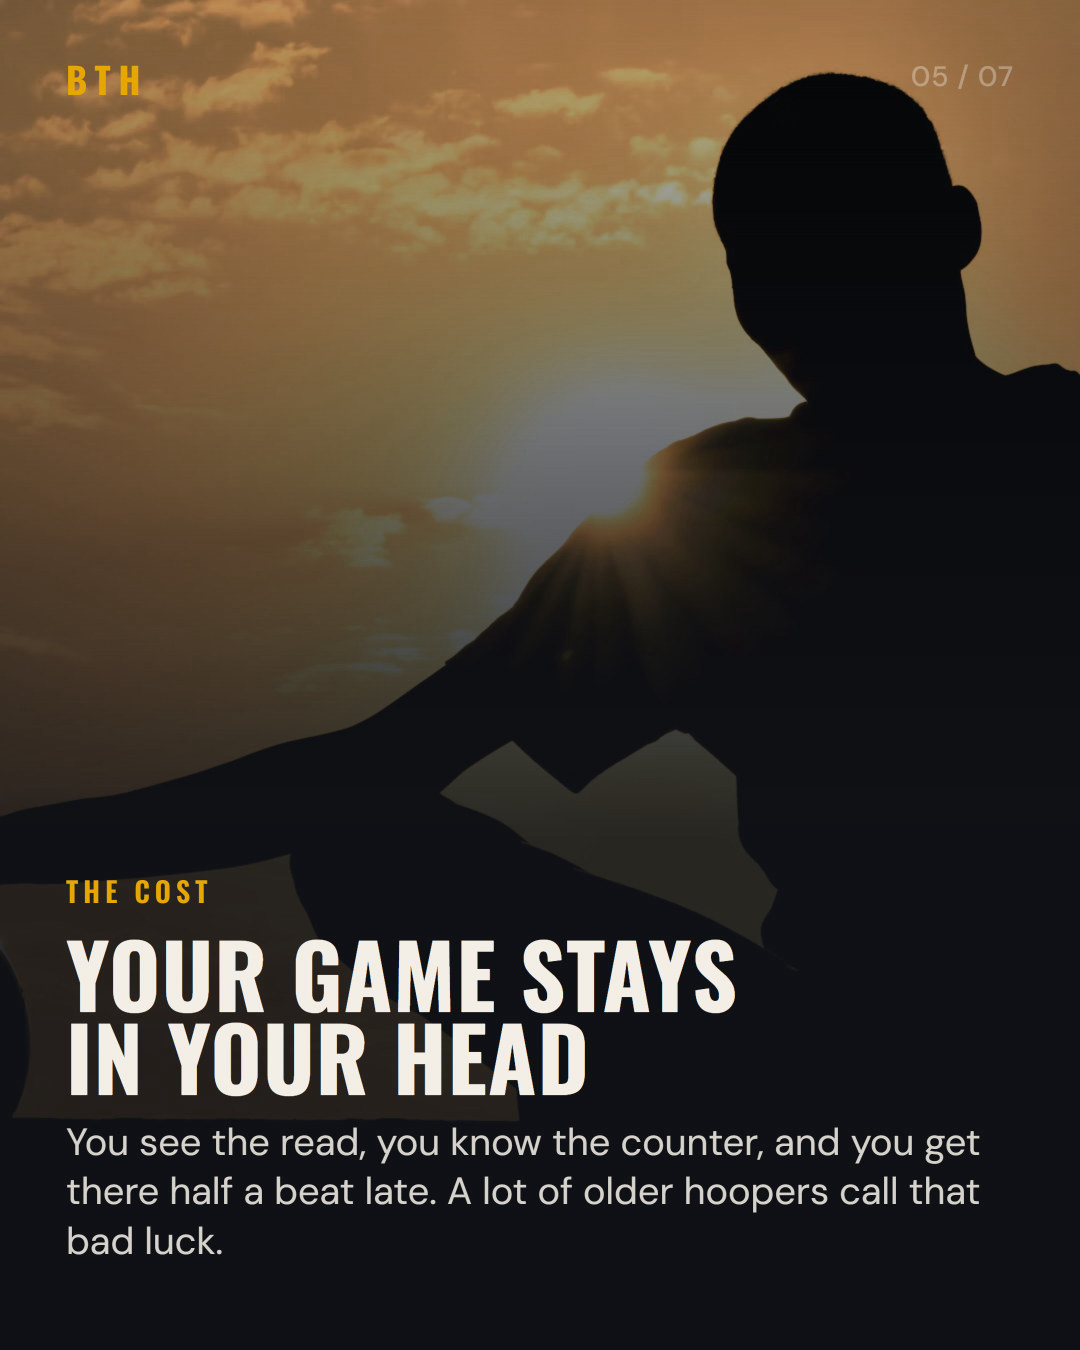 BTH
05 / 07
THE COST
YOUR GAME STAYS
IN YOUR HEAD
You see the read, you know the counter, and you get
there half a beat late. A lot of older hoopers call that
bad luck.